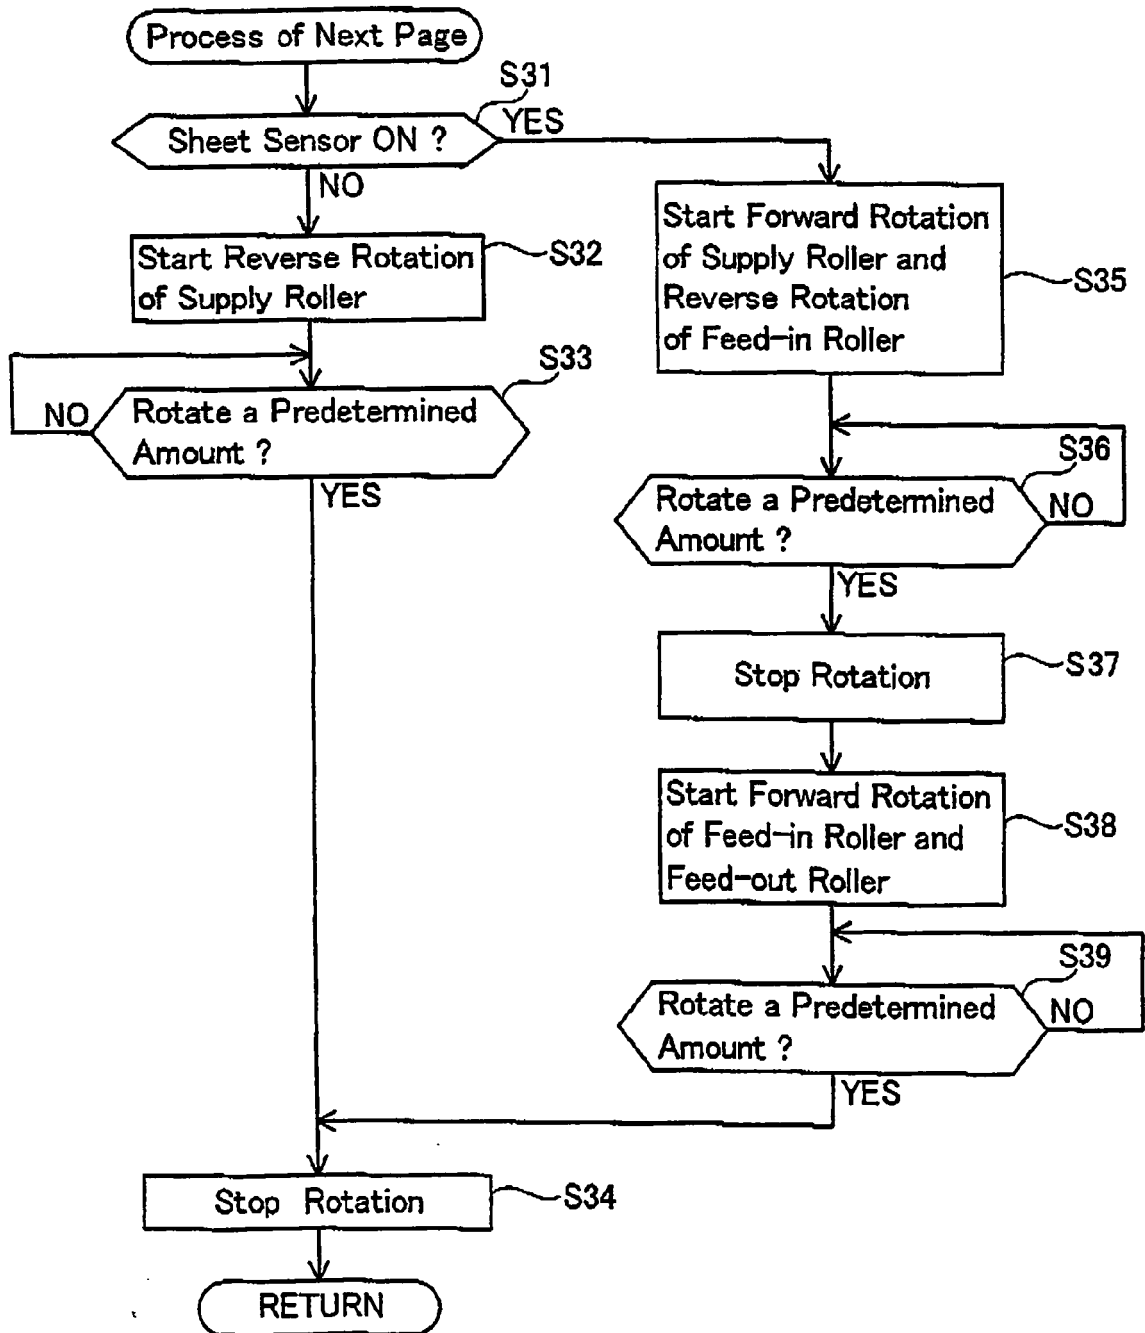 Process of Next Page
S31
Sheet Sensor ON ?
YES
NO
Start Reverse Rotation
of Supply Roller
S32
S33
NO
Rotate a Predetermined
Amount ?
YES
Start Forward Rotation
of Supply Roller and
Reverse Rotation
of Feed-in Roller
S35
S36
Rotate a Predetermined
Amount ?
NO
YES
Stop Rotation
S37
Start Forward Rotation
of Feed-in Roller and
Feed-out Roller
S38
S39
Rotate a Predetermined
Amount ?
NO
YES
Stop Rotation
S34
RETURN